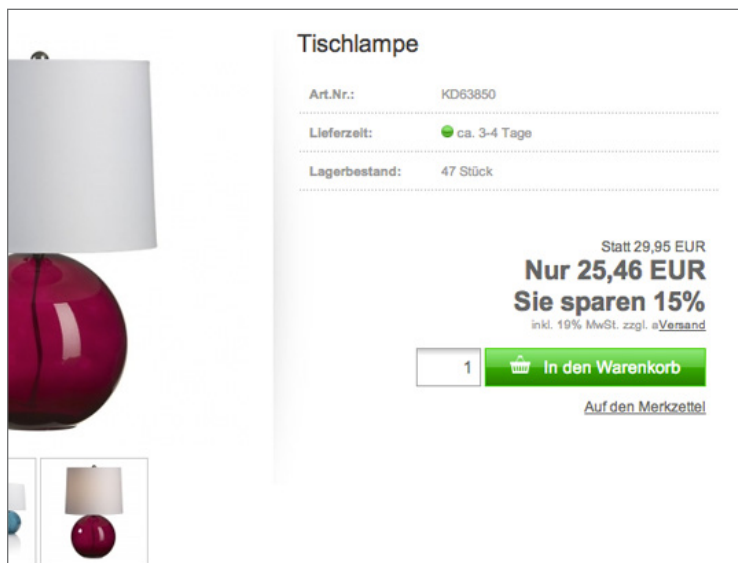 Tischlampe
Art.Nr.: KD63850
Lieferzeit: ca. 3-4 Tage
Lagerbestand: 47 Stück
Statt 29,95 EUR
Nur 25,46 EUR
Sie sparen 15%
inkl. 19% MwSt. zzgl. aVersand
1 In den Warenkorb
Auf den Merkzettel